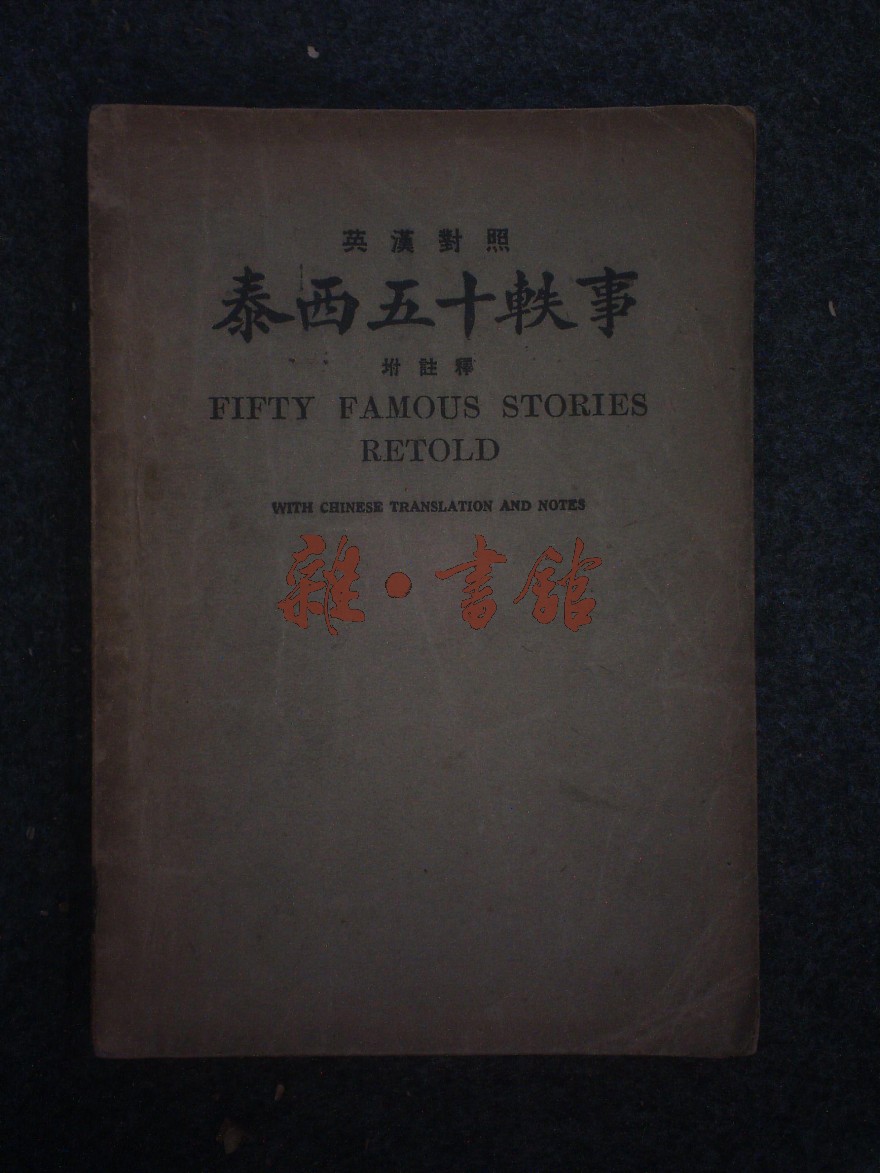 英漢對照
泰西五十軼事
坿註釋
FIFTY FAMOUS STORIES
RETOLD
WITH CHINESE TRANSLATION AND NOTES
雜·書館